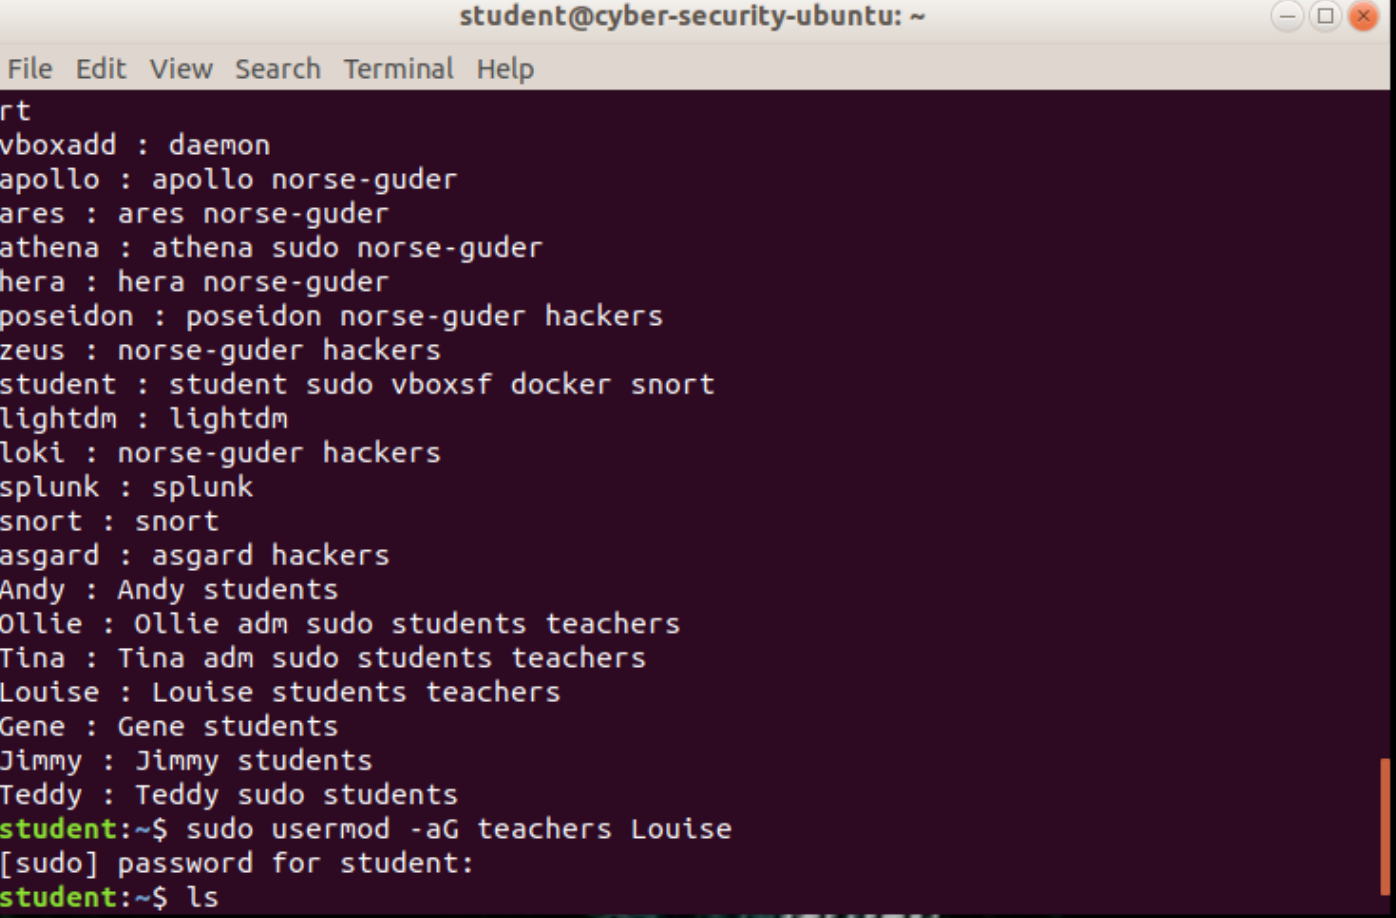 student@cyber-security-ubuntu: ~
File Edit View Search Terminal Help
rt
vboxadd : daemon
apollo : apollo norse-guder
ares : ares norse-guder
athena : athena sudo norse-guder
hera : hera norse-guder
poseidon : poseidon norse-guder hackers
zeus : norse-guder hackers
student : student sudo vboxsf docker snort
lightdm : lightdm
loki : norse-guder hackers
splunk : splunk
snort : snort
asgard : asgard hackers
Andy : Andy students
Ollie : Ollie adm sudo students teachers
Tina : Tina adm sudo students teachers
Louise : Louise students teachers
Gene : Gene students
Jimmy : Jimmy students
Teddy : Teddy sudo students
student:~$ sudo usermod -aG teachers Louise
[sudo] password for student:
student:~$ ls